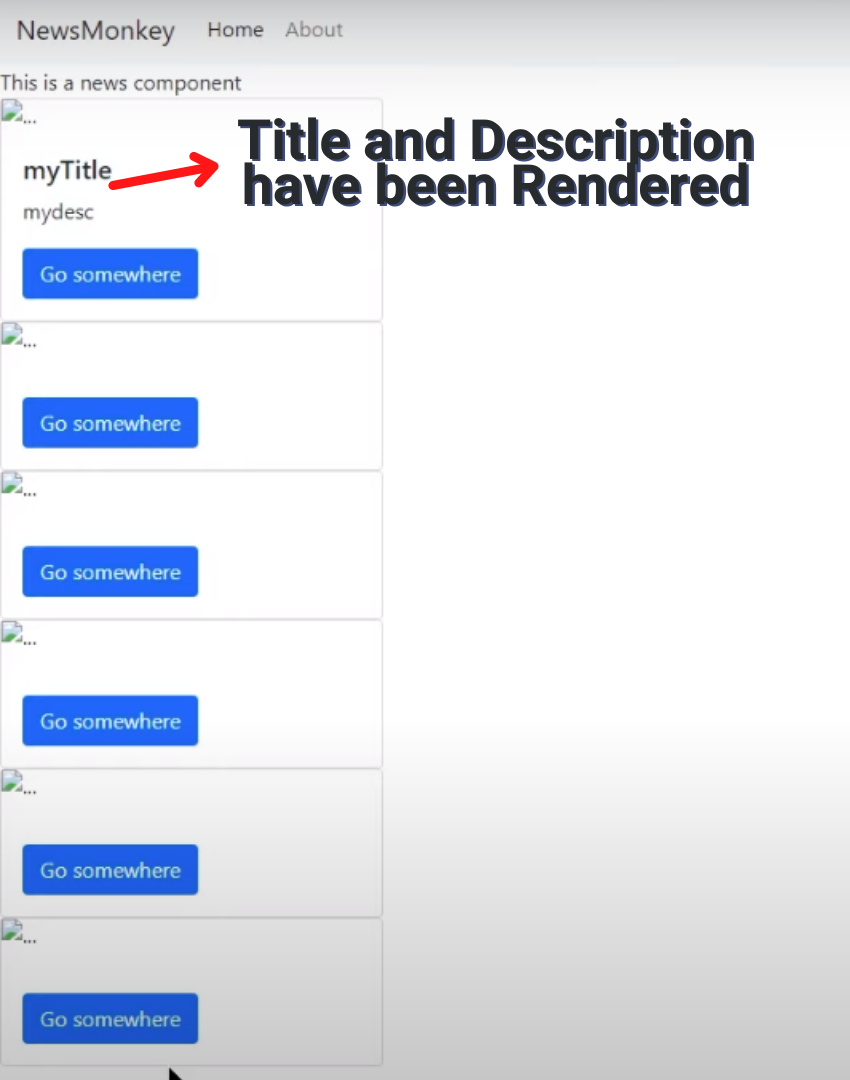 NewsMonkey Home About
This is a news component
...
Title and Description
have been Rendered
myTitle
mydesc
Go somewhere
...
Go somewhere
...
Go somewhere
...
Go somewhere
...
Go somewhere
...
Go somewhere